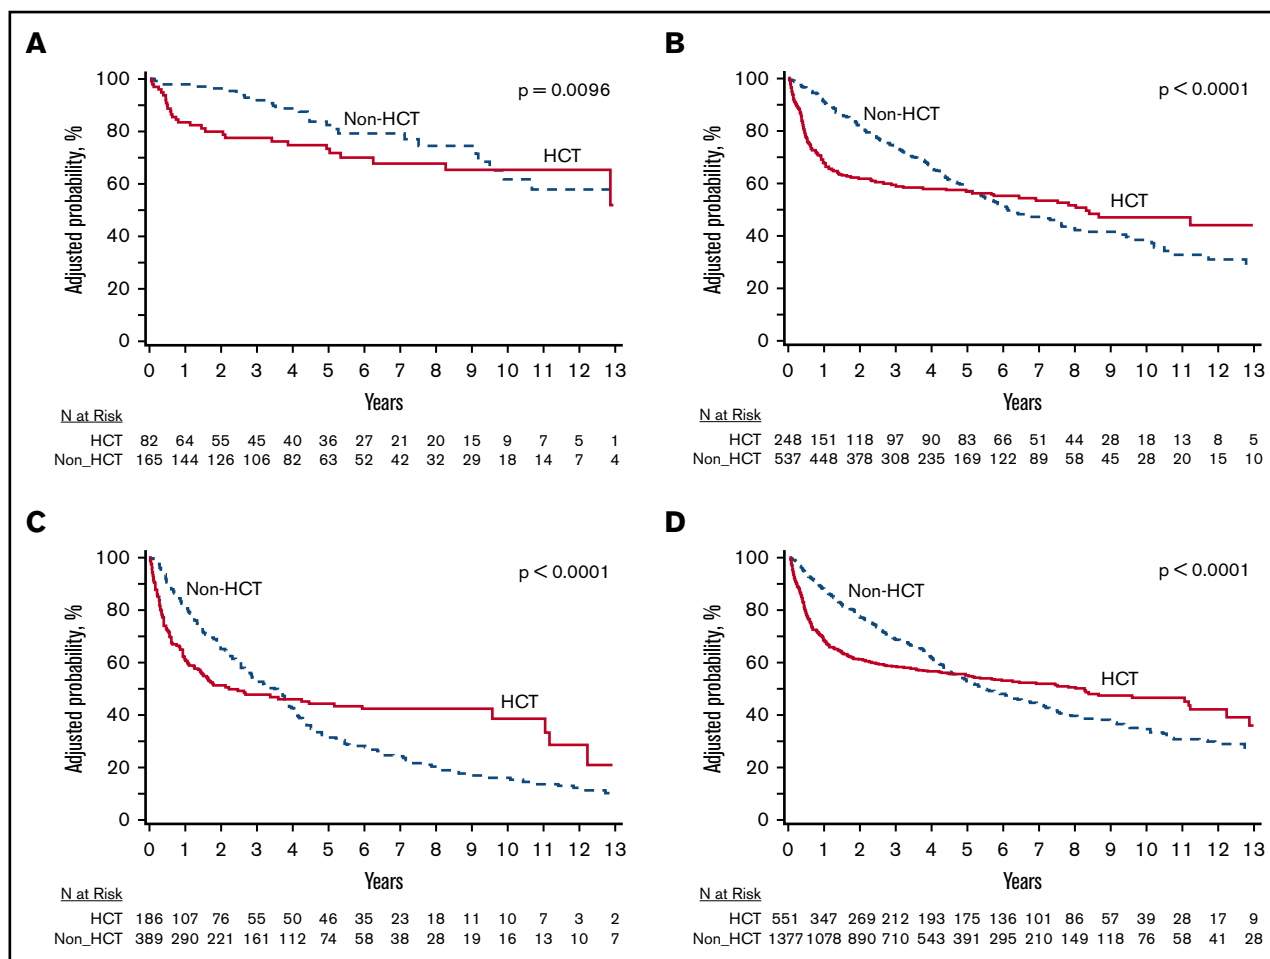 A
100
80
60
40
20
0
Adjusted probability, %
p = 0.0096
Non-HCT
HCT
0 1 2 3 4 5 6 7 8 9 10 11 12 13
Years
N at Risk
HCT 82 64 55 45 40 36 27 21 20 15 9 7 5 1
Non_HCT 165 144 126 106 82 63 52 42 32 29 18 14 7 4
B
100
80
60
40
20
0
Adjusted probability, %
p < 0.0001
Non-HCT
HCT
0 1 2 3 4 5 6 7 8 9 10 11 12 13
Years
N at Risk
HCT 248 151 118 97 90 83 66 51 44 28 18 13 8 5
Non_HCT 537 448 378 308 235 169 122 89 58 45 28 20 15 10
C
100
80
60
40
20
0
Adjusted probability, %
p < 0.0001
Non-HCT
HCT
0 1 2 3 4 5 6 7 8 9 10 11 12 13
Years
N at Risk
HCT 186 107 76 55 50 46 35 23 18 11 10 7 3 2
Non_HCT 389 290 221 161 112 74 58 38 28 19 16 13 10 7
D
100
80
60
40
20
0
Adjusted probability, %
p < 0.0001
Non-HCT
HCT
0 1 2 3 4 5 6 7 8 9 10 11 12 13
Years
N at Risk
HCT 551 347 269 212 193 175 136 101 86 57 39 28 17 9
Non_HCT 1377 1078 890 710 543 391 295 210 149 118 76 58 41 28